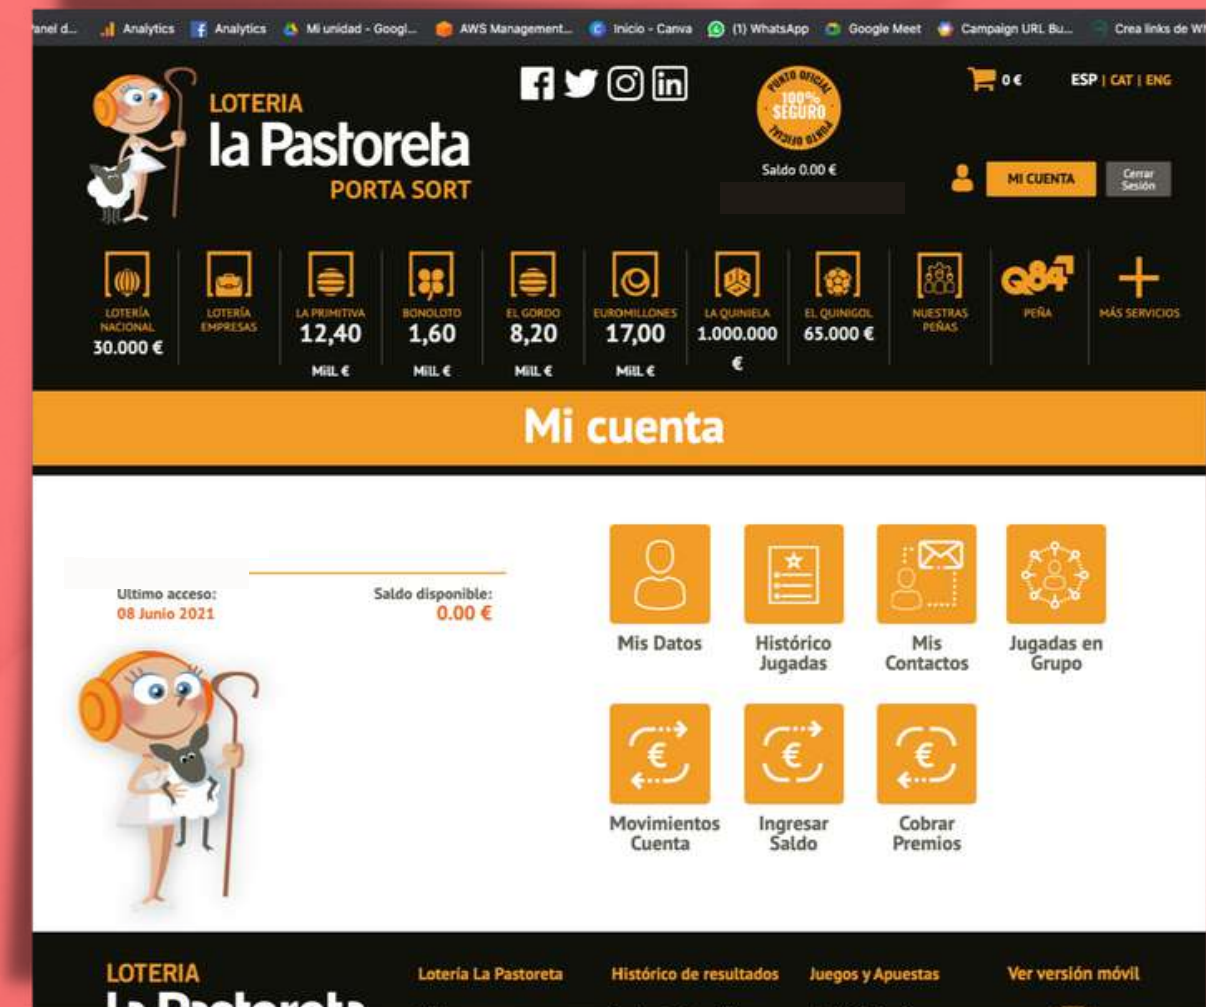 Analytics
Analytics
Mi unidad - Googl...
AWS Management...
Inicio - Canva
(1) WhatsApp
Google Meet
Campaign URL Bu...
Crea links de
LOTERIA
la Pastoreta
PORTA SORT
PUNTO OFICIAL
100%
SEGURO
PUNTO OFICIAL
Saldo 0.00 €
0 €
ESP | CAT | ENG
MI CUENTA
Cerrar
Sesión
LOTERÍA
NACIONAL
30.000 €
LOTERÍA
EMPRESAS
LA PRIMITIVA
12,40
Mill. €
BONOLOTO
1,60
Mill. €
EL GORDO
8,20
Mill. €
EUROMILLONES
17,00
Mill. €
LA QUINIELA
1.000.000
€
EL QUINIGOL
65.000 €
NUESTRAS
PEÑAS
Q84
PEÑA
MÁS SERVICIOS
Mi cuenta
Ultimo acceso:
08 Junio 2021
Saldo disponible:
0.00 €
Mis Datos
Histórico
Jugadas
Mis
Contactos
Jugadas en
Grupo
Movimientos
Cuenta
Ingresar
Saldo
Cobrar
Premios
LOTERIA
la Pastoreta
Lotería La Pastoreta
Histórico de resultados
Juegos y Apuestas
Ver versión móvil